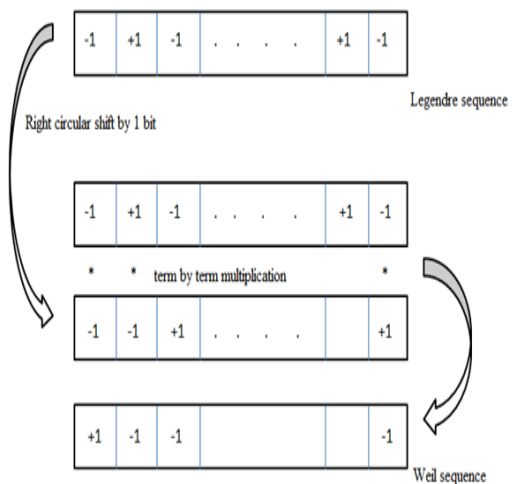 -1 +1 -1 . . . . +1 -1
Legendre sequence
Right circular shift by 1 bit
-1 +1 -1 . . . . +1 -1
* * term by term multiplication *
-1 -1 +1 . . . . +1
+1 -1 -1 -1
Weil sequence